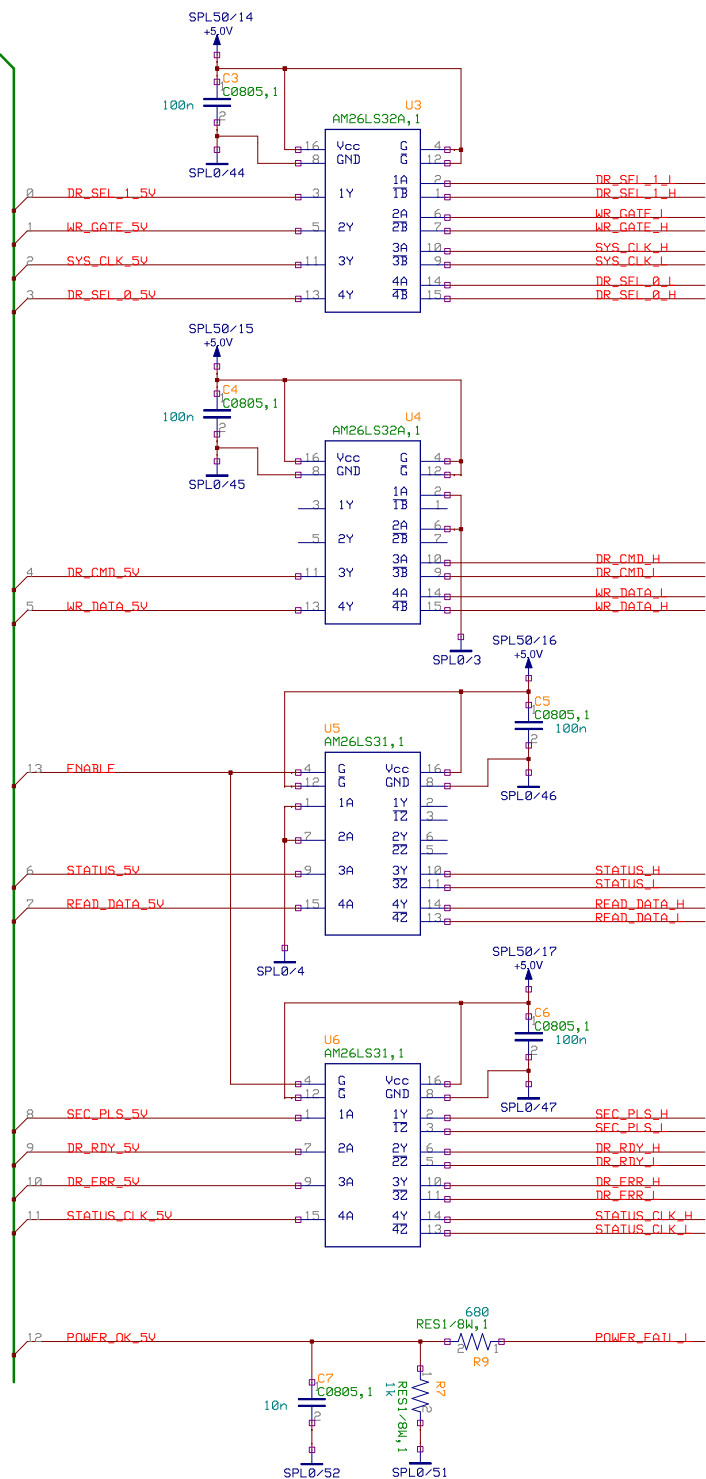 SPL50/14
+5.0V
C3
1
C0805,1
100n
2
U3
AM26LS32A,1
16 Vcc G 4
8 GND G 12
SPL0/44
1A 2 DR_SEL_1_L
0 DR_SEL_1_5V 3 1Y 1B 1 DR_SEL_1_H
2A 6 WR_GATE_L
1 WR_GATE_5V 5 2Y 2B 7 WR_GATE_H
3A 10 SYS_CLK_H
2 SYS_CLK_5V 11 3Y 3B 9 SYS_CLK_L
4A 14 DR_SEL_0_L
3 DR_SEL_0_5V 13 4Y 4B 15 DR_SEL_0_H
SPL50/15
+5.0V
C4
1
C0805,1
100n
2
U4
AM26LS32A,1
16 Vcc G 4
8 GND G 12
SPL0/45
1A 2
3 1Y 1B 1
2A 6
5 2Y 2B 7
3A 10 DR_CMD_H
4 DR_CMD_5V 11 3Y 3B 9 DR_CMD_L
4A 14 WR_DATA_L
5 WR_DATA_5V 13 4Y 4B 15 WR_DATA_H
SPL50/16
+5.0V
SPL0/3
C5
1
C0805,1
100n
2
U5
AM26LS31,1
13 ENABLE 4 G Vcc 16
12 G GND 8
SPL0/46
1 1A 1Y 2
1Z 3
7 2A 2Y 6
2Z 5
6 STATUS_5V 9 3A 3Y 10 STATUS_H
3Z 11 STATUS_L
7 READ_DATA_5V 15 4A 4Y 14 READ_DATA_H
4Z 13 READ_DATA_L
SPL50/17
+5.0V
SPL0/4
C6
1
C0805,1
100n
2
U6
AM26LS31,1
4 G Vcc 16
12 G GND 8
SPL0/47
8 SEC_PLS_5V 1 1A 1Y 2 SEC_PLS_H
1Z 3 SEC_PLS_L
9 DR_RDY_5V 7 2A 2Y 6 DR_RDY_H
2Z 5 DR_RDY_L
10 DR_ERR_5V 9 3A 3Y 10 DR_ERR_H
3Z 11 DR_ERR_L
11 STATUS_CLK_5V 15 4A 4Y 14 STATUS_CLK_H
4Z 13 STATUS_CLK_L
680
RES1/8W,1
12 POWER_OK_5V 2 1 POWER_FAIL_L
R9
C7
1
C0805,1
10n
2
SPL0/52
R7
1
RES1/8W,1
1k
2
SPL0/51